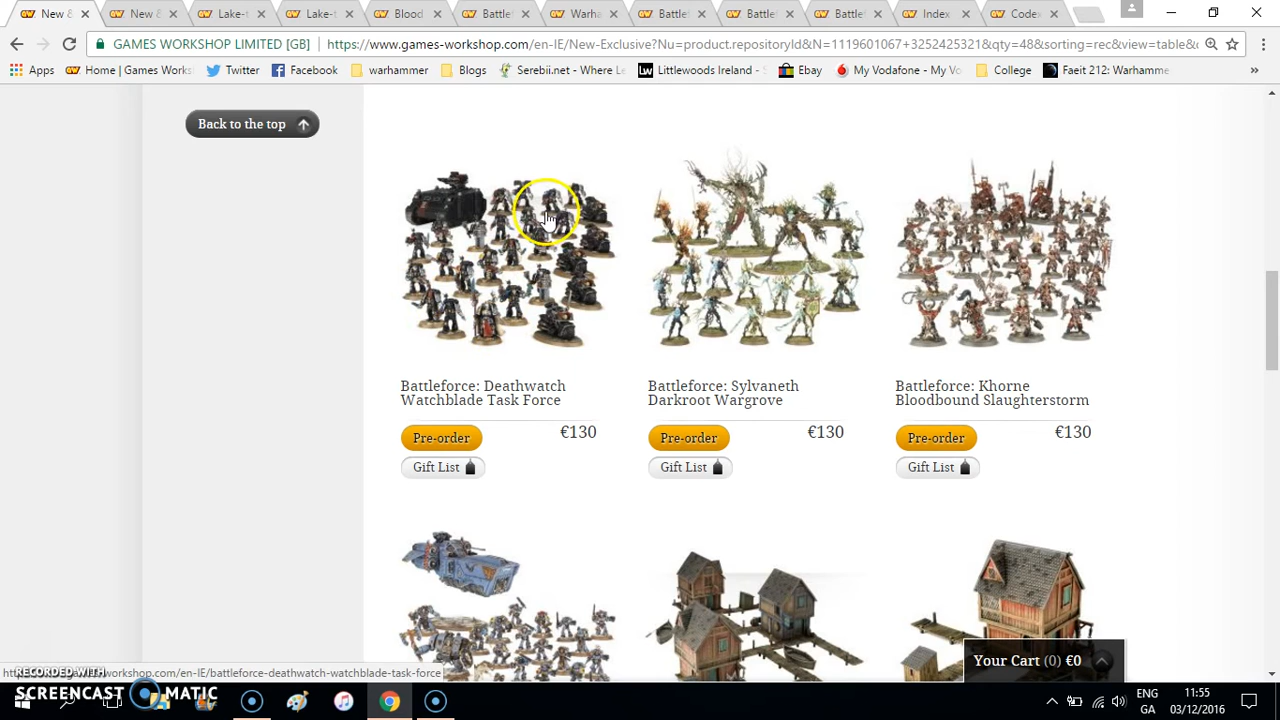 New &
New &
Lake-t
Lake-t
Blood
Battlef
Warha
Battlef
Battlef
Battlef
Index
Codex
GAMES WORKSHOP LIMITED [GB]
https://www.games-workshop.com/en-IE/New-Exclusive?Nu=product.repositoryId&N=1119601067+3252425321&qty=48&sorting=rec&view=table&
Apps
Home | Games Works
Twitter
Facebook
warhammer
Blogs
Serebii.net - Where Le
Littlewoods Ireland -
Ebay
My Vodafone - My Vo
College
Faeit 212: Warhamme
»
Back to the top
Battleforce: Deathwatch
Watchblade Task Force
€130
Pre-order
Gift List
Battleforce: Sylvaneth
Darkroot Wargrove
€130
Pre-order
Gift List
Battleforce: Khorne
Bloodbound Slaughterstorm
€130
Pre-order
Gift List
Your Cart (0) €0
workshop.com/en-IE/battleforce-deathwatch-watchblade-task-force
RECORDED WITH
SCREENCAST MATIC
ENG
GA
11:55
03/12/2016